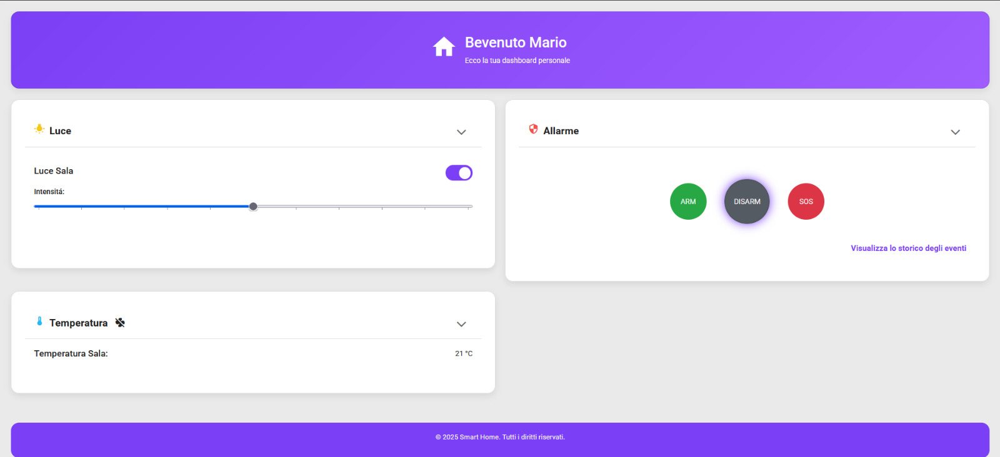 Bevenuto Mario
Ecco la tua dashboard personale
Luce
Luce Sala
Intensitá:
Allarme
ARM
DISARM
SOS
Visualizza lo storico degli eventi
Temperatura
Temperatura Sala:
21 °C
© 2025 Smart Home. Tutti i diritti riservati.